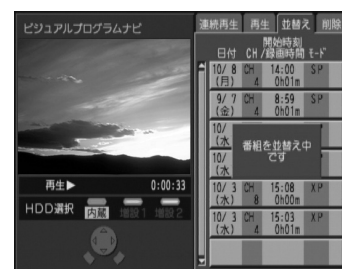 ビジュアルプログラムナビ
連続再生 再生 並替え 削除
開始時刻
日付 CH /録画時間 モード
10/ 8 CH 14:00 SP
(月) 4 0h01m
9/ 7 CH 8:59 SP
(金) 4 0h01m
10/
(水
番組を並替え中
です
10/
(水
10/ 3 CH 15:08 XP
(水) 8 0h00m
10/ 3 CH 15:03 XP
(水) 4 0h01m
再生▶ 0:00:33
HDD選択 内蔵 増設1 増設2